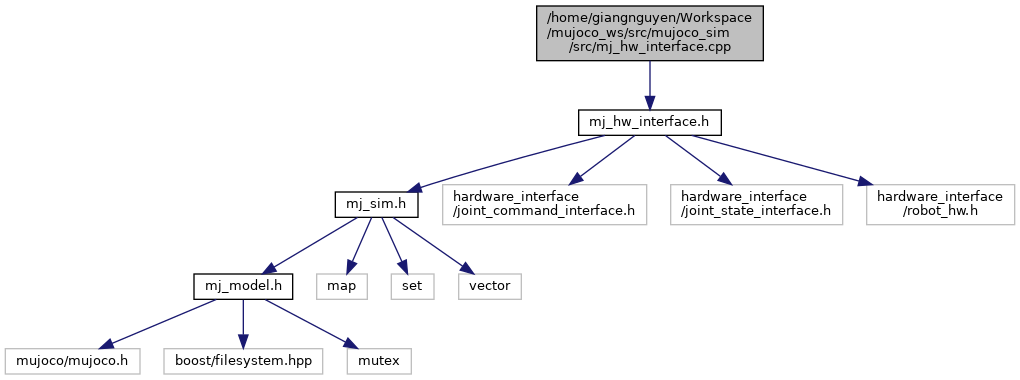 /home/giangnguyen/Workspace
/mujoco_ws/src/mujoco_sim
/src/mj_hw_interface.cpp
mj_hw_interface.h
mj_sim.h
hardware_interface
/joint_command_interface.h
hardware_interface
/joint_state_interface.h
hardware_interface
/robot_hw.h
mj_model.h
map
set
vector
mujoco/mujoco.h
boost/filesystem.hpp
mutex